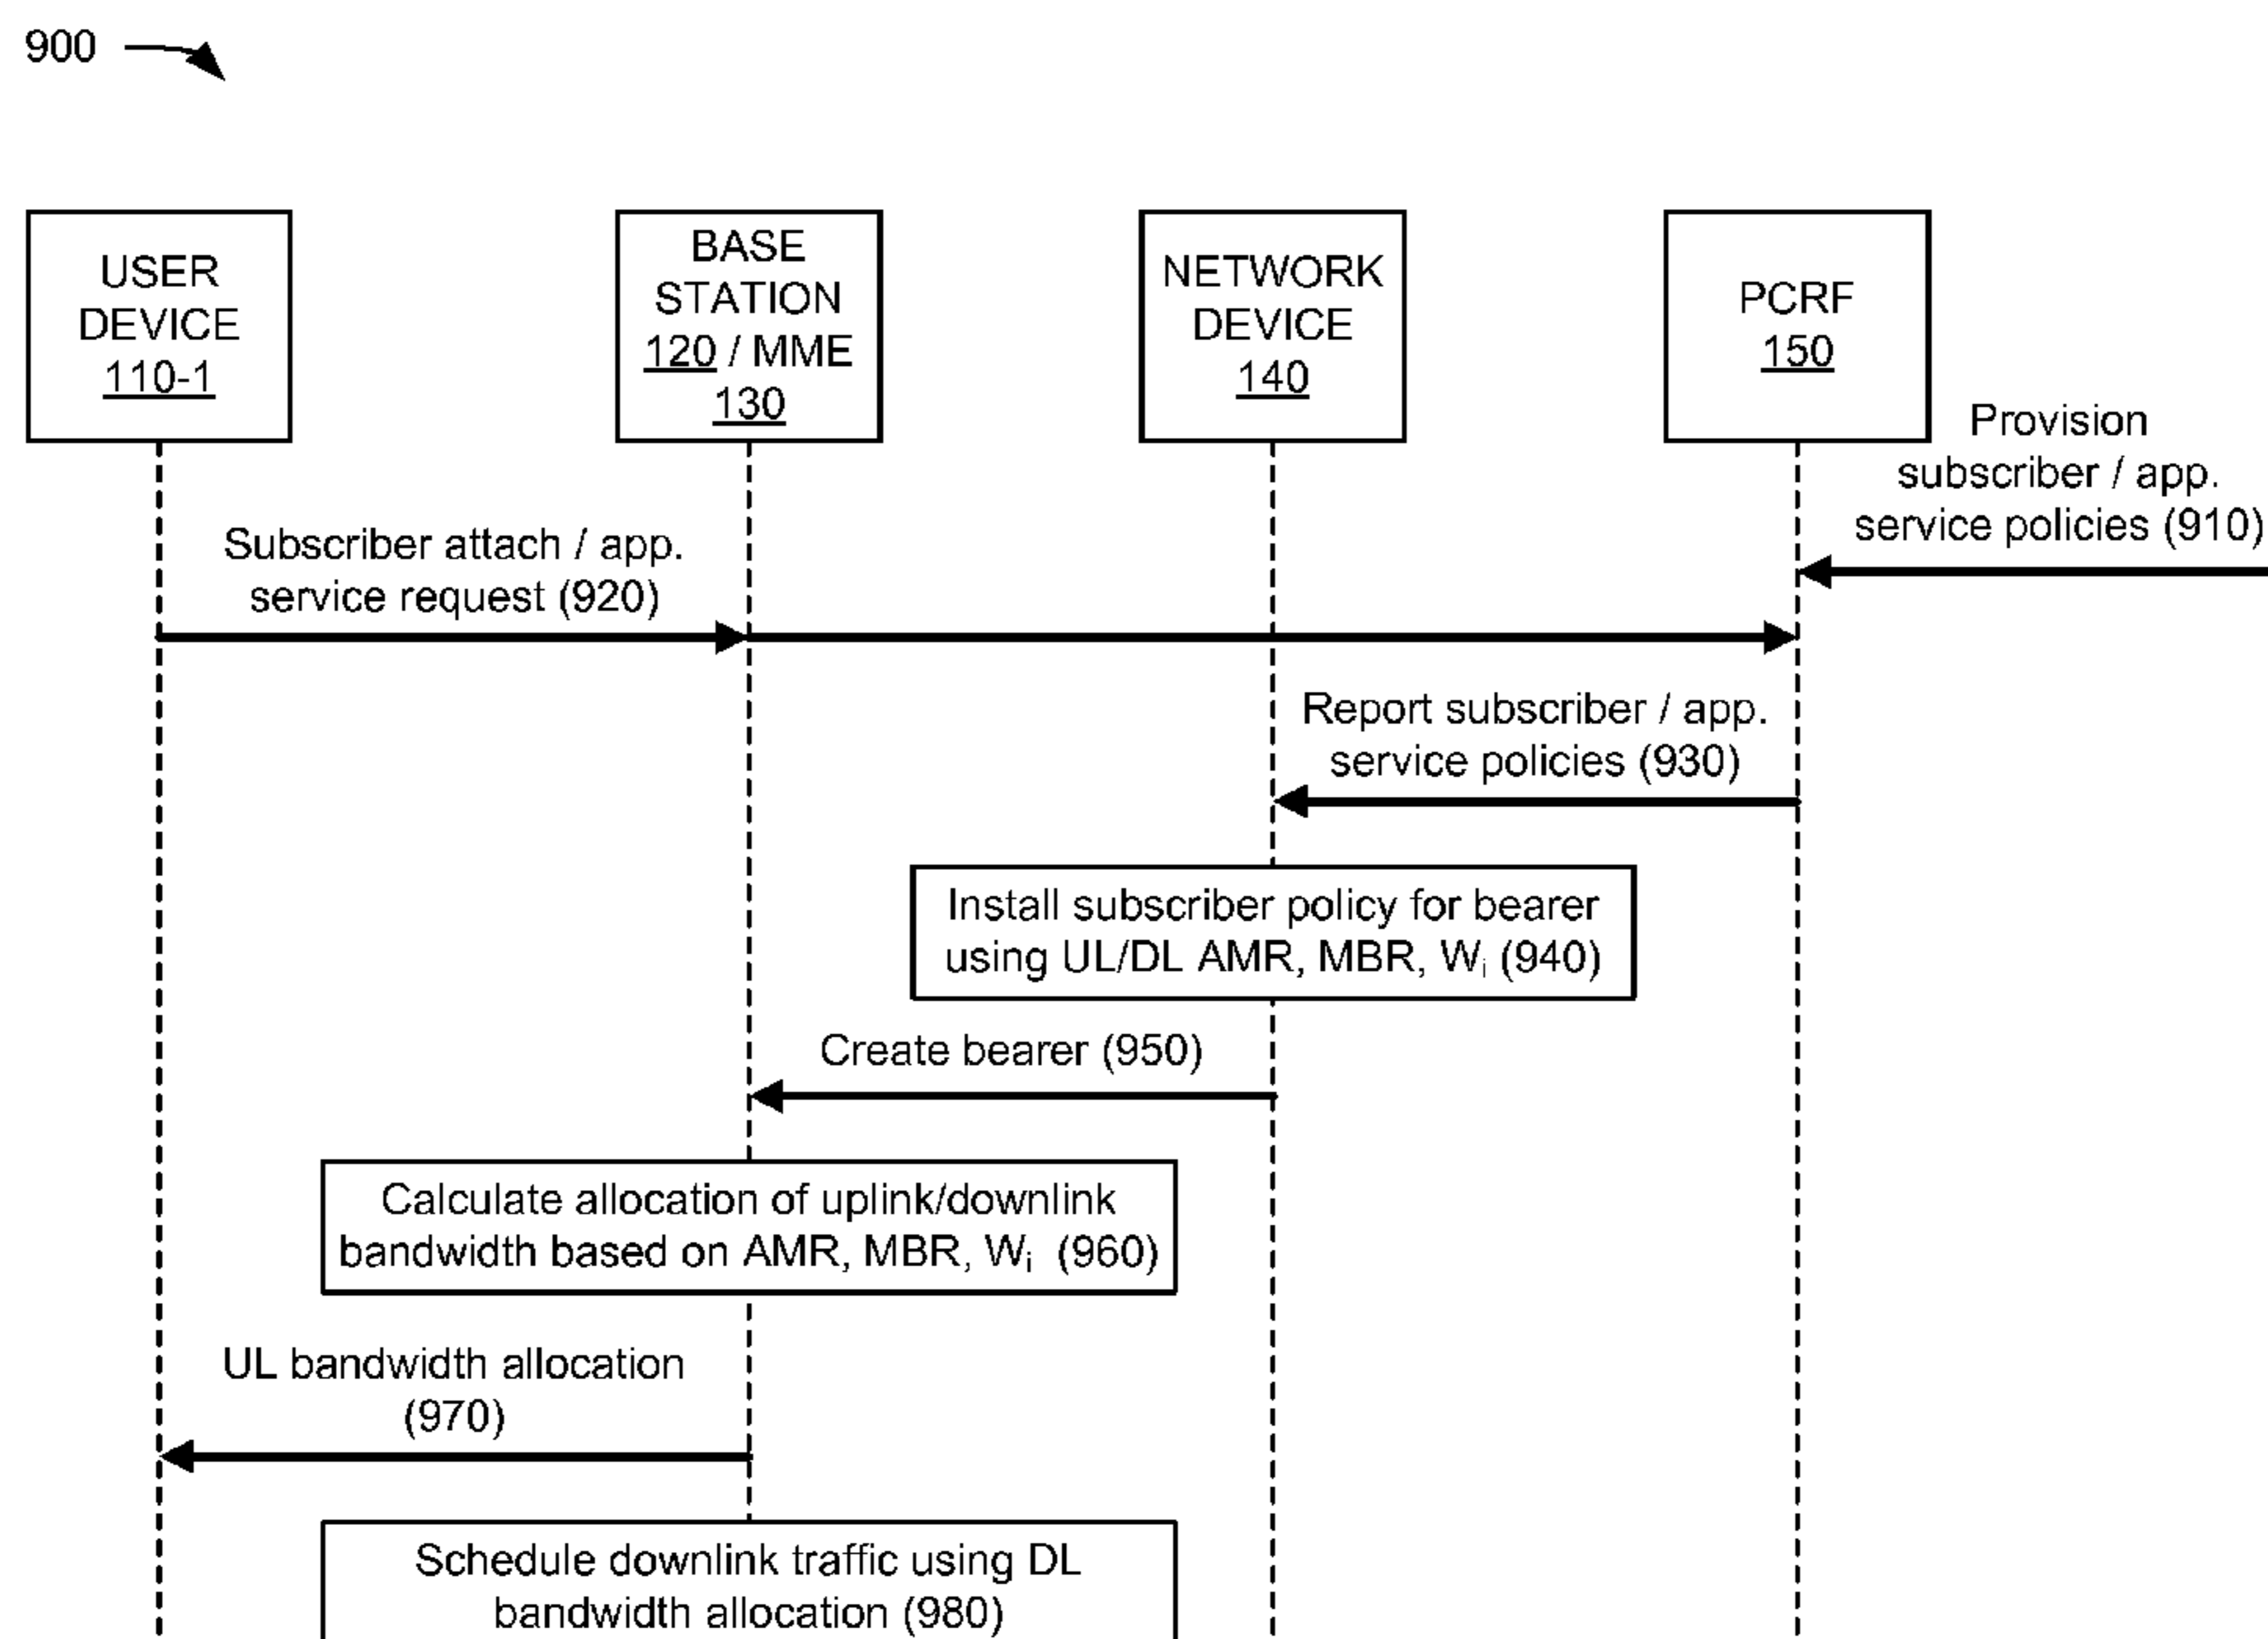 900
USER
DEVICE
110-1
BASE
STATION
120 / MME
130
NETWORK
DEVICE
140
PCRF
150
Provision
subscriber / app.
service policies (910)
Subscriber attach / app.
service request (920)
Report subscriber / app.
service policies (930)
Install subscriber policy for bearer
using UL/DL AMR, MBR, Wi (940)
Create bearer (950)
Calculate allocation of uplink/downlink
bandwidth based on AMR, MBR, Wi (960)
UL bandwidth allocation
(970)
Schedule downlink traffic using DL
bandwidth allocation (980)